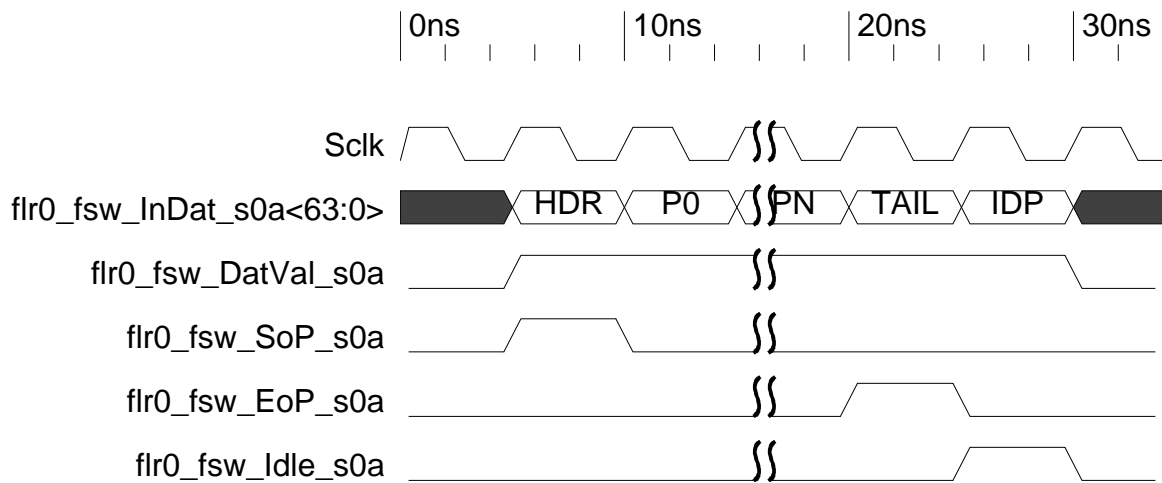 0ns 10ns 20ns 30ns
Sclk
flr0_fsw_InDat_s0a<63:0> HDR P0 PN TAIL IDP
flr0_fsw_DatVal_s0a
flr0_fsw_SoP_s0a
flr0_fsw_EoP_s0a
flr0_fsw_Idle_s0a